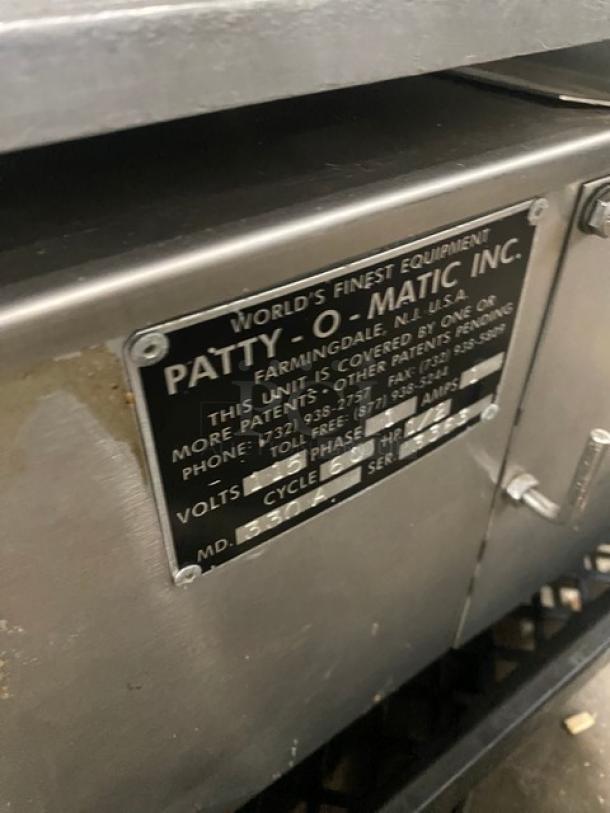 WORLD'S FINEST EQUIPMENT
PATTY-O-MATIC INC.
FARMINGDALE, N.J. U.S.A.
THIS UNIT IS COVERED BY ONE OR
MORE PATENTS · OTHER PATENTS PENDING
PHONE: (732) 938-2757 FAX: (732) 938-5809
TOLL FREE: (877) 938-5244
VOLTS 115 PHASE 1 AMPS
CYCLE 60 HP. 1/2
MD. 330 A. SER.